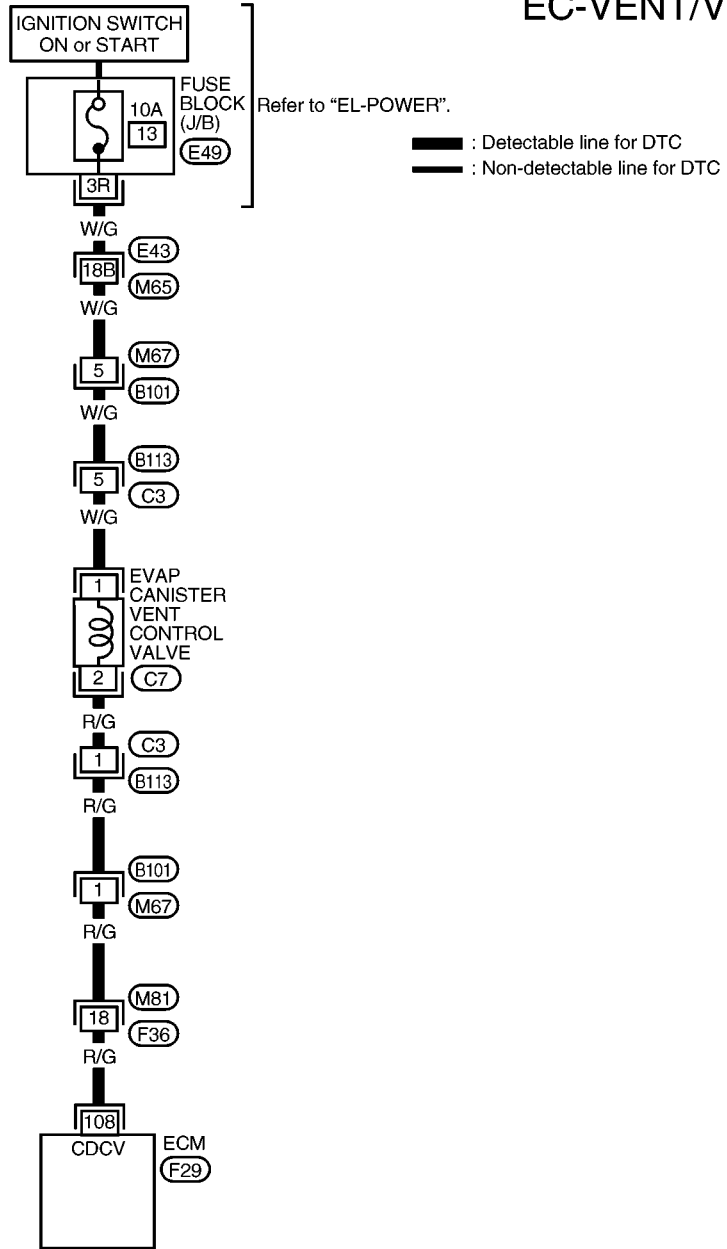 EC-VENT/V
IGNITION SWITCH
ON or START
FUSE
BLOCK
(J/B)
Refer to “EL-POWER”.
10A
13
E49
: Detectable line for DTC
: Non-detectable line for DTC
3R
W/G
E43
18B
M65
W/G
M67
5
B101
W/G
B113
5
C3
W/G
1
EVAP
CANISTER
VENT
CONTROL
VALVE
2
C7
R/G
C3
1
B113
R/G
B101
1
M67
R/G
M81
18
F36
R/G
108
CDCV
ECM
F29